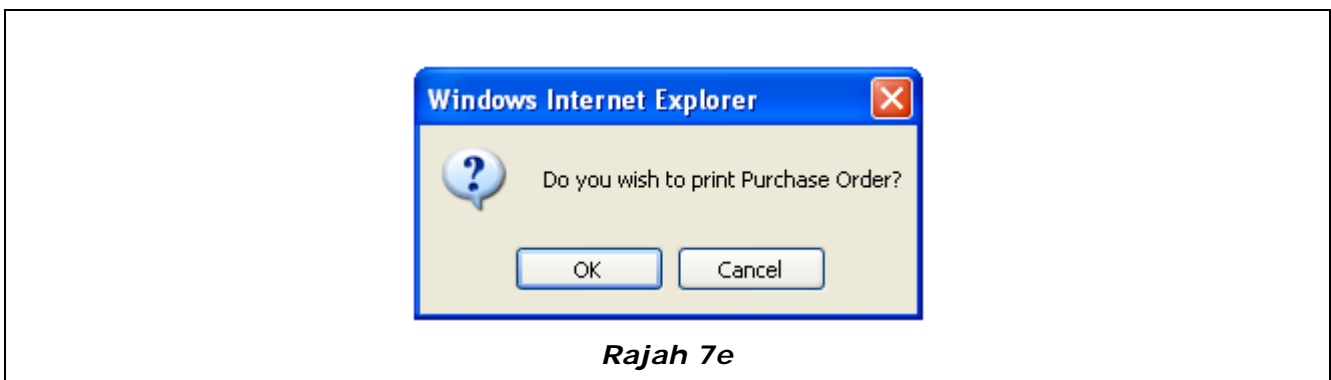 Windows Internet Explorer
Do you wish to print Purchase Order?
OK Cancel
Rajah 7e